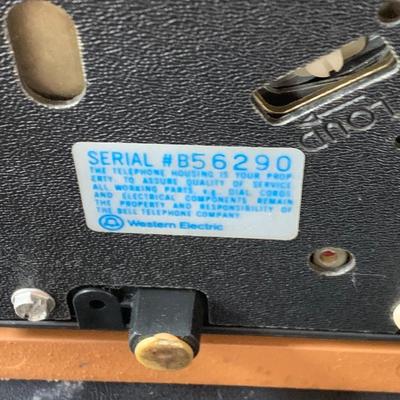 LOUD
SERIAL #B56290
THE TELEPHONE HOUSING IS YOUR PROP
ERTY TO ASSURE QUALITY OF SERVICE
ALL WORKING PARTS i.e. DIAL CORDS
AND ELECTRICAL COMPONENTS REMAIN
THE PROPERTY AND RESPONSIBILITY OF
THE BELL TELEPHONE COMPANY
Western Electric